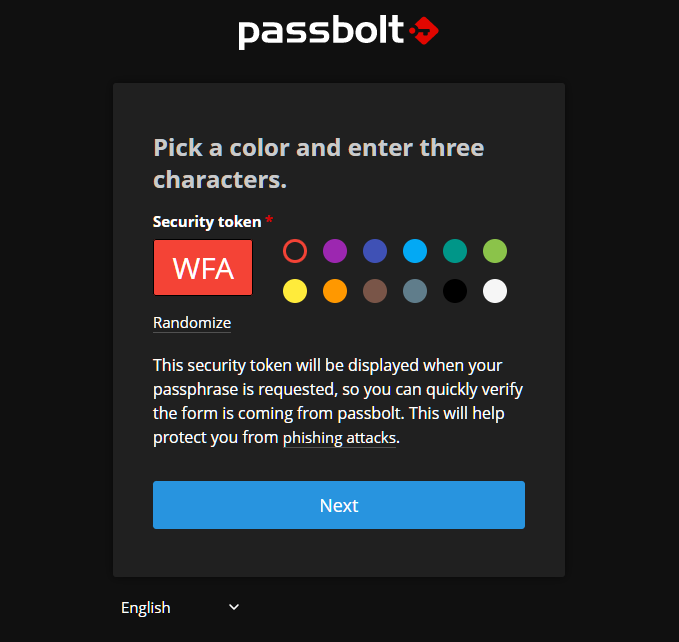 passbolt
Pick a color and enter three
characters.
Security token *
WFA
Randomize
This security token will be displayed when your
passphrase is requested, so you can quickly verify
the form is coming from passbolt. This will help
protect you from phishing attacks.
Next
English